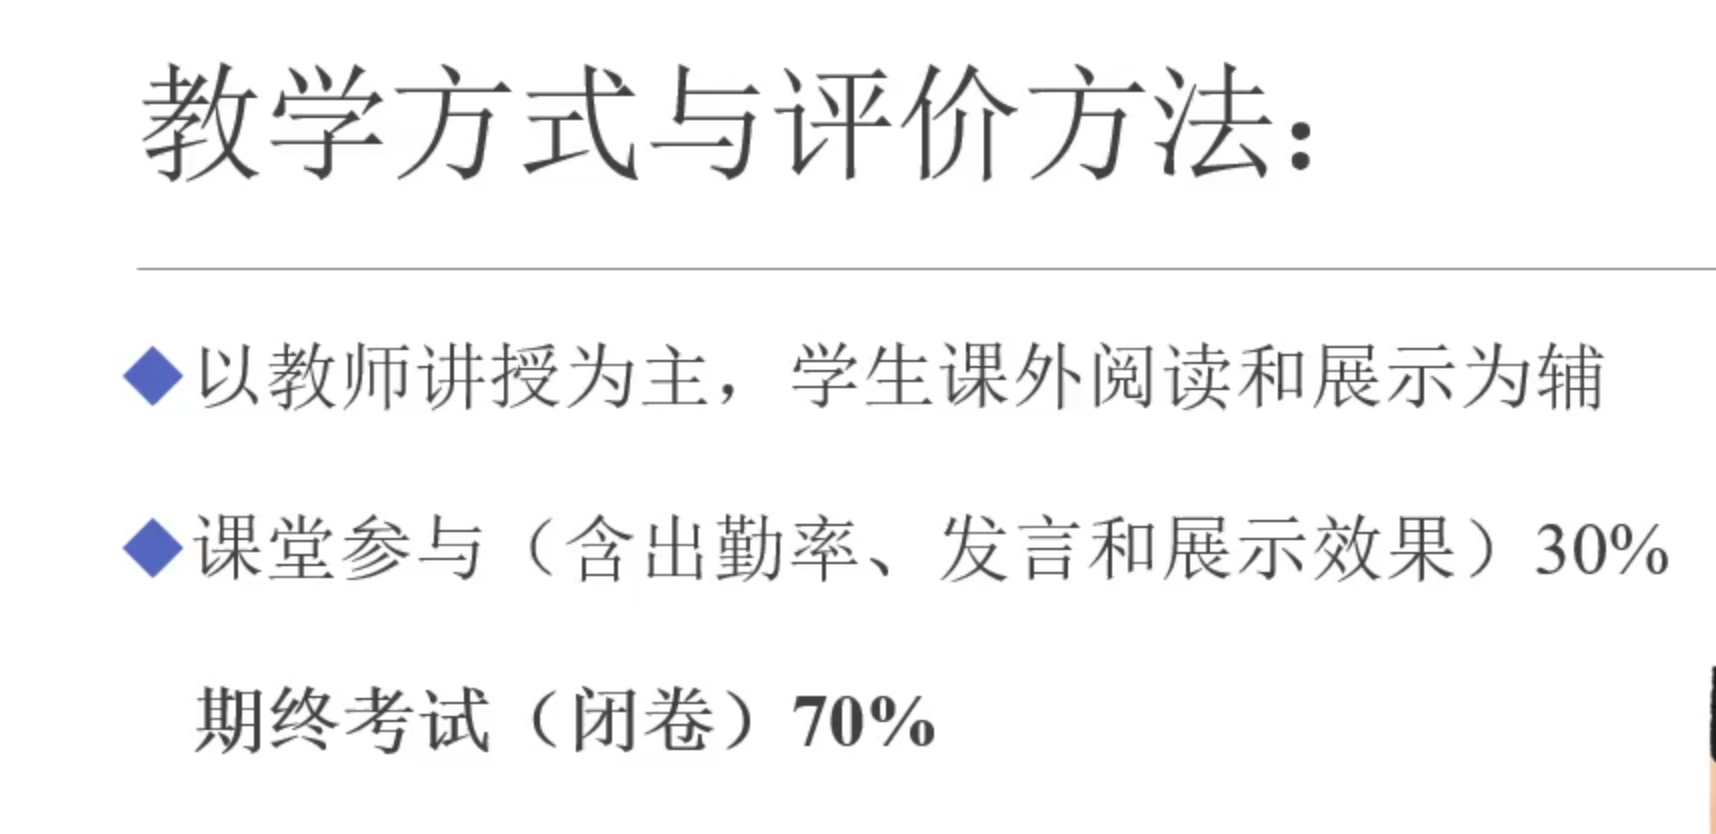 教学方式与评价方法：
◆以教师讲授为主，学生课外阅读和展示为辅
◆课堂参与（含出勤率、发言和展示效果）30%
期终考试（闭卷）70%